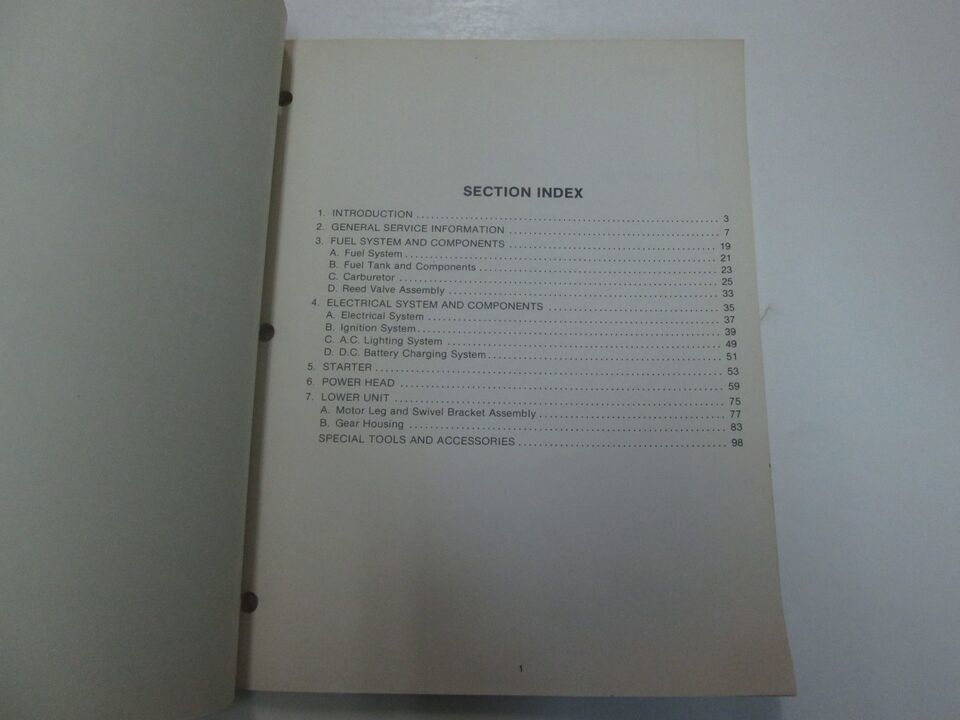 SECTION INDEX
1. INTRODUCTION ........................................ 3
2. GENERAL SERVICE INFORMATION ........................................ 7
3. FUEL SYSTEM AND COMPONENTS ........................................ 19
A. Fuel System ........................................ 21
B. Fuel Tank and Components ........................................ 23
C. Carburetor ........................................ 25
D. Reed Valve Assembly ........................................ 33
4. ELECTRICAL SYSTEM AND COMPONENTS ........................................ 35
A. Electrical System ........................................ 37
B. Ignition System ........................................ 39
C. A.C. Lighting System ........................................ 49
D. D.C. Battery Charging System ........................................ 51
5. STARTER ........................................ 53
6. POWER HEAD ........................................ 59
7. LOWER UNIT ........................................ 75
A. Motor Leg and Swivel Bracket Assembly ........................................ 77
B. Gear Housing ........................................ 83
SPECIAL TOOLS AND ACCESSORIES ........................................ 98
1